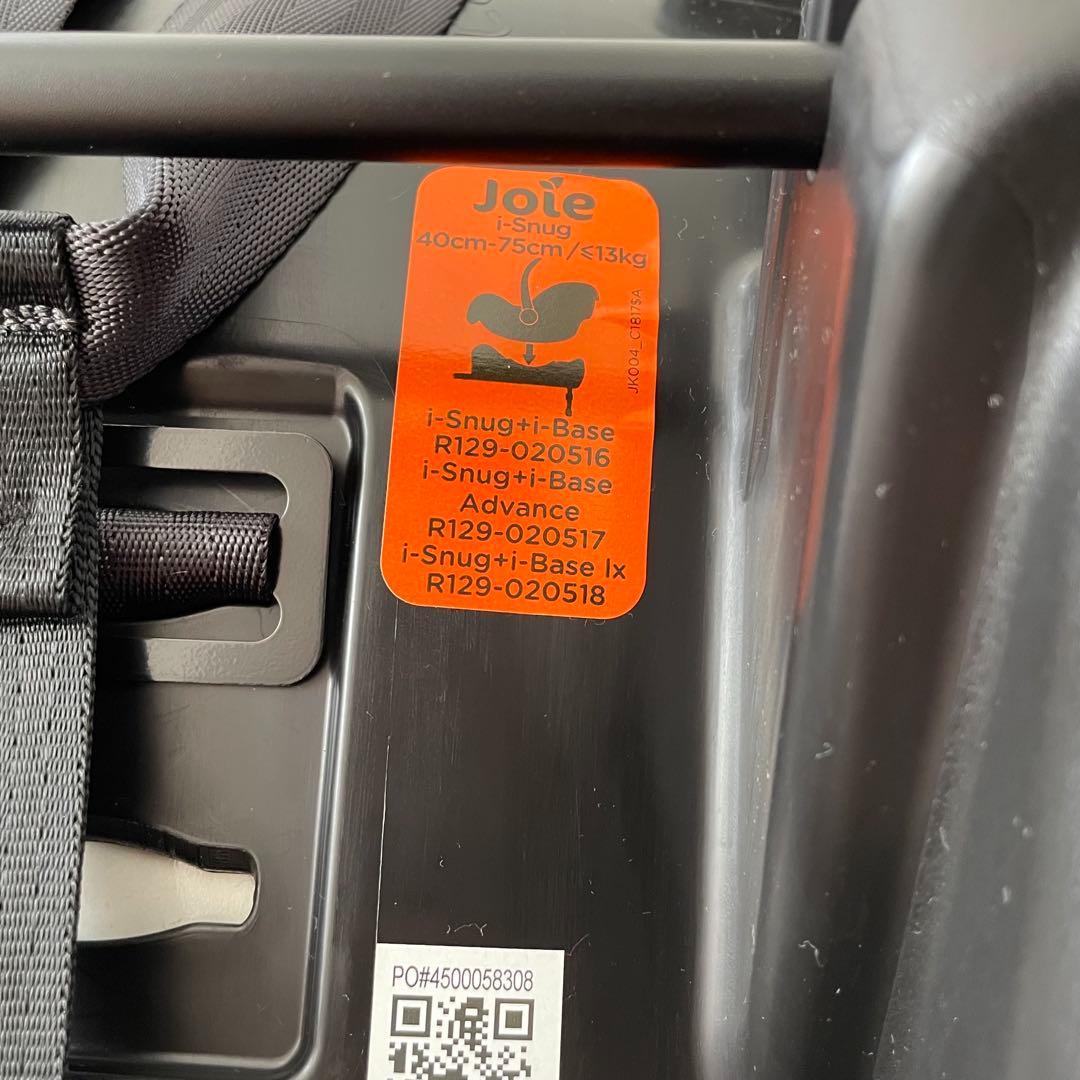 Joie
i-Snug
40cm-75cm/≤13kg
JK004_C1817SA
i-Snug+i-Base
R129-020516
i-Snug+i-Base
Advance
R129-020517
i-Snug+i-Base lx
R129-020518
PO#4500058308